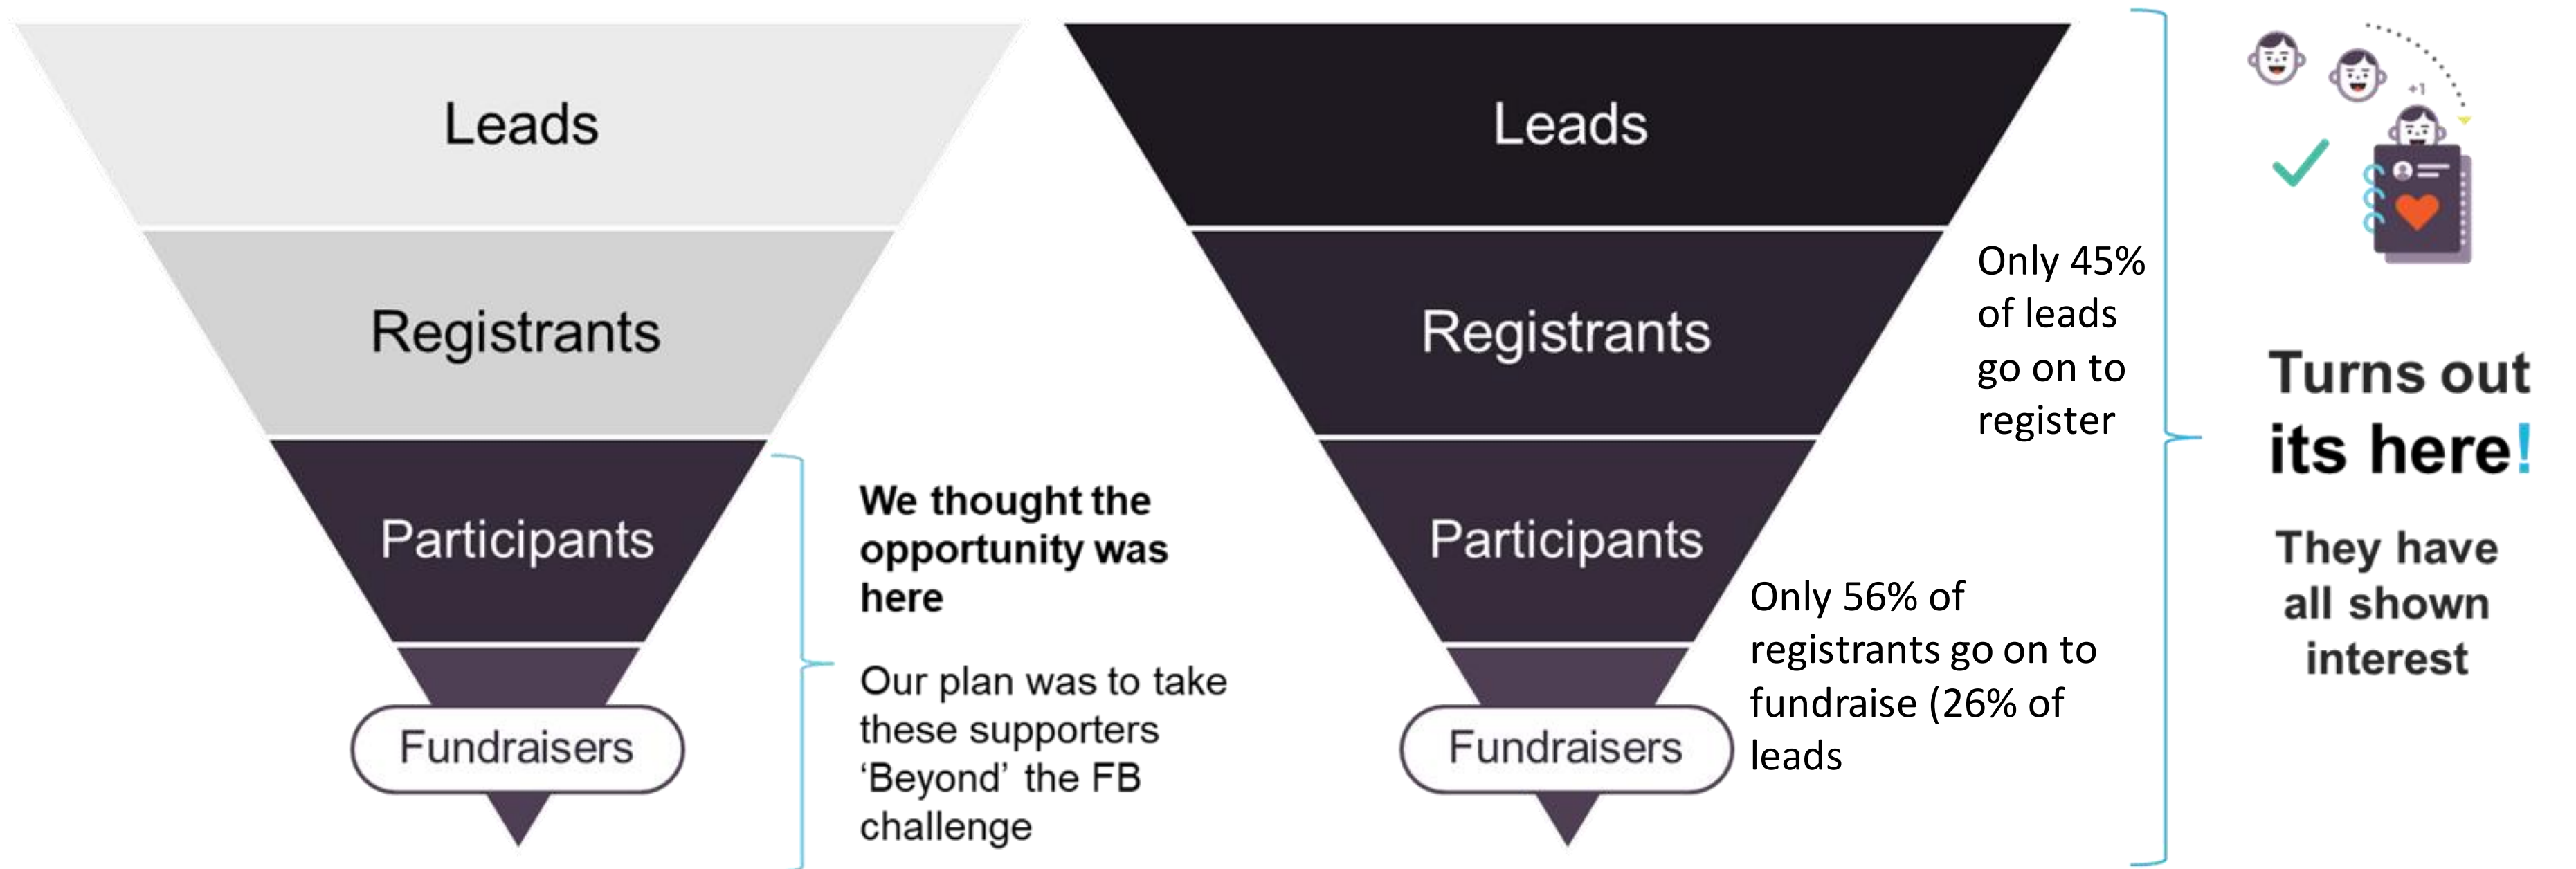 Leads
Registrants
Participants
Fundraisers
We thought the
opportunity was
here
Our plan was to take
these supporters
‘Beyond’ the FB
challenge
Leads
Registrants
Participants
Fundraisers
Only 45%
of leads
go on to
register
Only 56% of
registrants go on to
fundraise (26% of
leads
+1
Turns out
its here!
They have
all shown
interest